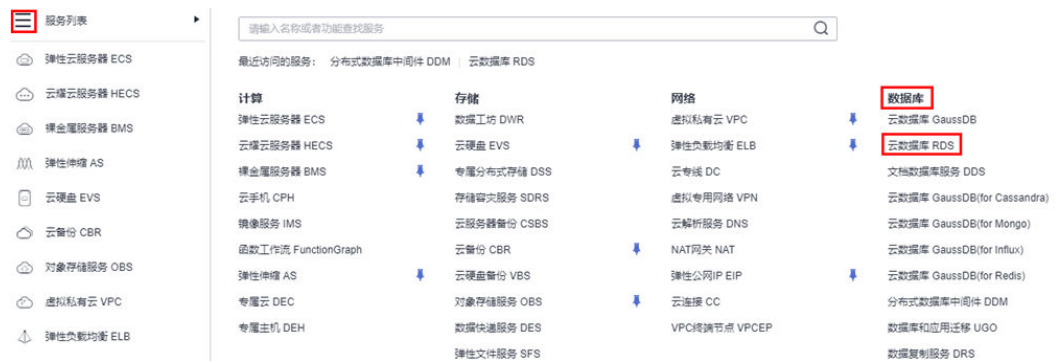 服务列表
弹性云服务器 ECS
云耀云服务器 HECS
裸金属服务器 BMS
弹性伸缩 AS
云硬盘 EVS
云备份 CBR
对象存储服务 OBS
虚拟私有云 VPC
弹性负载均衡 ELB
请输入名称或者功能查找服务
最近访问的服务： 分布式数据库中间件 DDM | 云数据库 RDS
计算
弹性云服务器 ECS
云耀云服务器 HECS
裸金属服务器 BMS
云手机 CPH
镜像服务 IMS
函数工作流 FunctionGraph
弹性伸缩 AS
专属云 DEC
专属主机 DEH
存储
数据工坊 DWR
云硬盘 EVS
专属分布式存储 DSS
存储容灾服务 SDRS
云服务器备份 CSBS
云备份 CBR
云硬盘备份 VBS
对象存储服务 OBS
数据快递服务 DES
弹性文件服务 SFS
网络
虚拟私有云 VPC
弹性负载均衡 ELB
云专线 DC
虚拟专用网络 VPN
云解析服务 DNS
NAT网关 NAT
弹性公网IP EIP
云连接 CC
VPC终端节点 VPCEP
数据库
云数据库 GaussDB
云数据库 RDS
文档数据库服务 DDS
云数据库 GaussDB(for Cassandra)
云数据库 GaussDB(for Mongo)
云数据库 GaussDB(for Influx)
云数据库 GaussDB(for Redis)
分布式数据库中间件 DDM
数据库和应用迁移 UGO
数据复制服务 DRS